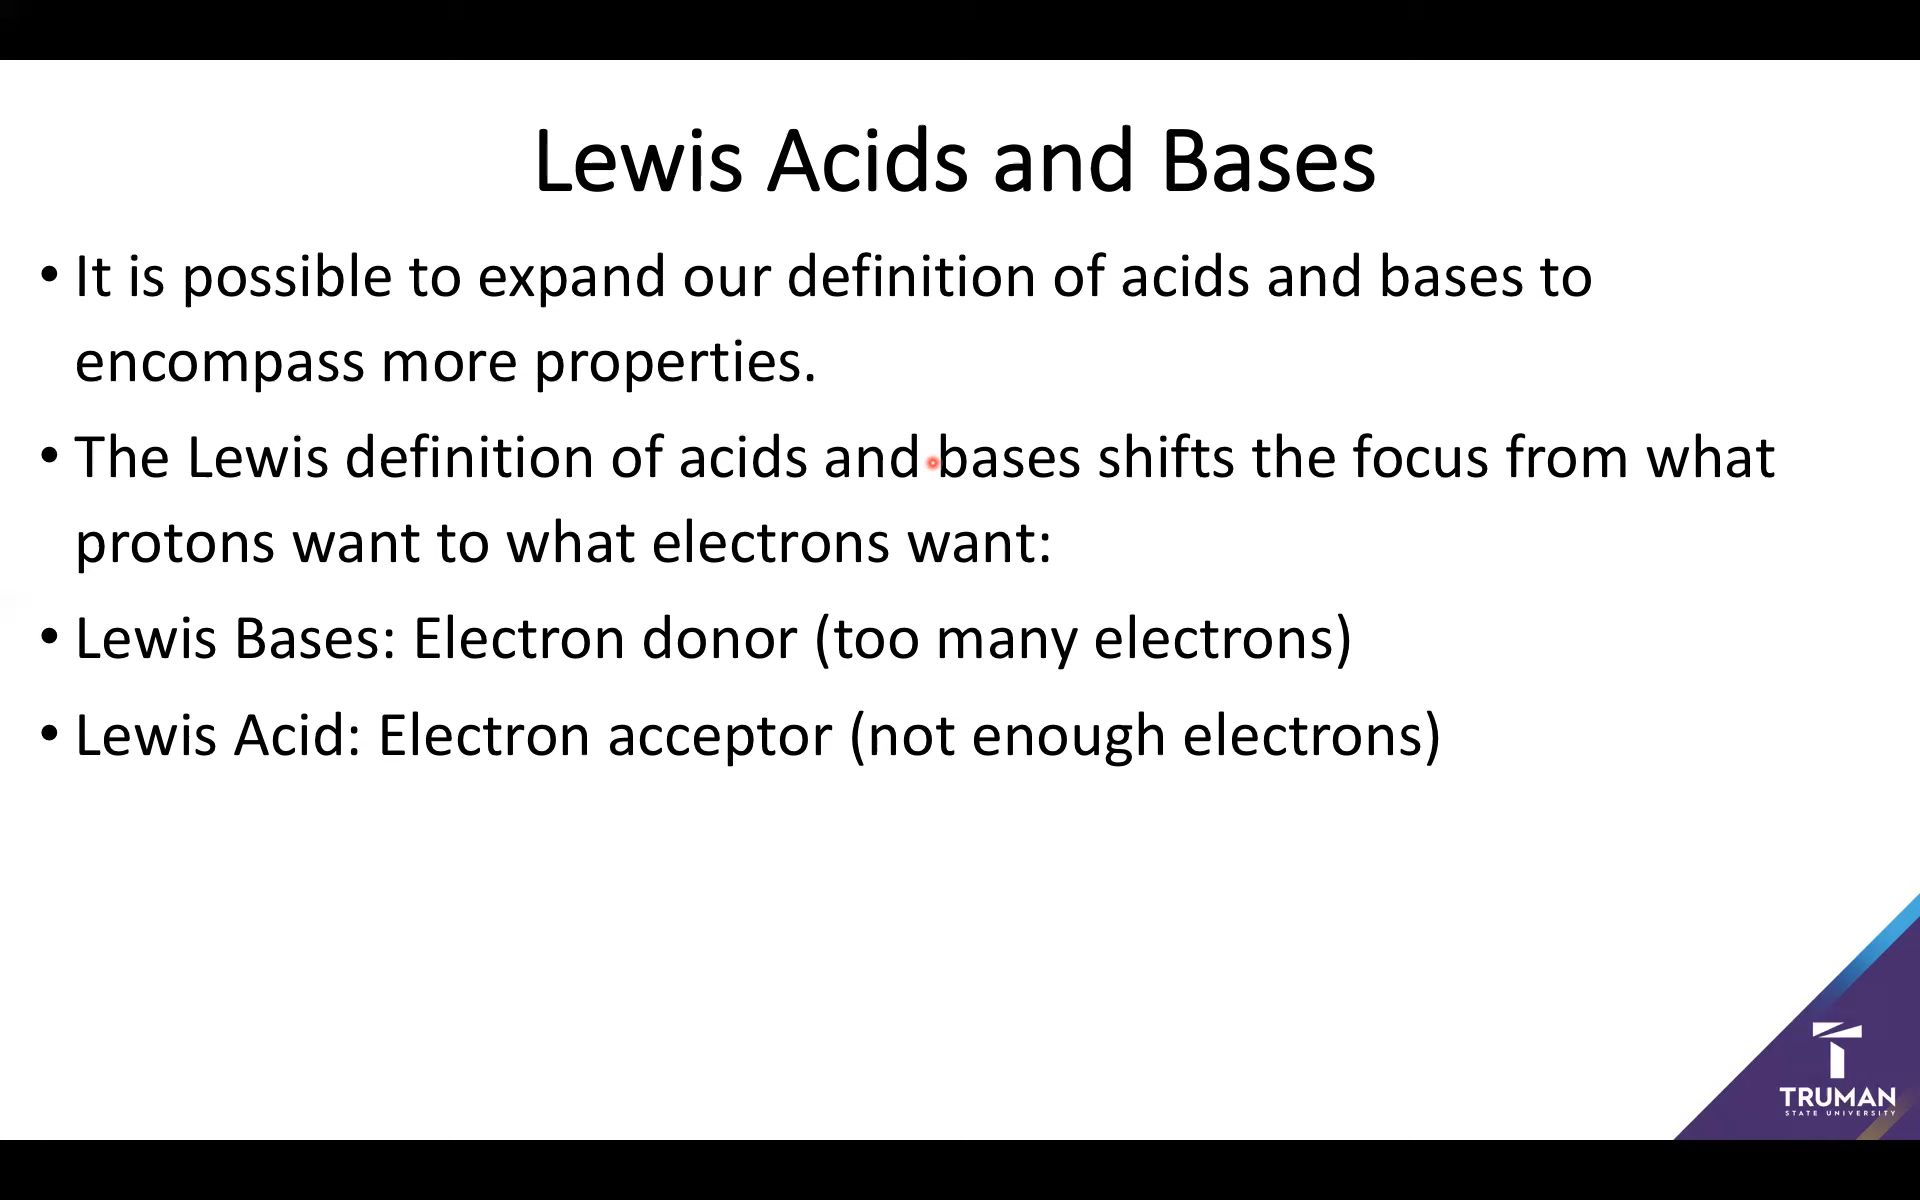 Lewis Acids and Bases
• It is possible to expand our definition of acids and bases to
encompass more properties.
• The Lewis definition of acids and bases shifts the focus from what
protons want to what electrons want:
• Lewis Bases: Electron donor (too many electrons)
• Lewis Acid: Electron acceptor (not enough electrons)
TRUMAN
STATE UNIVERSITY